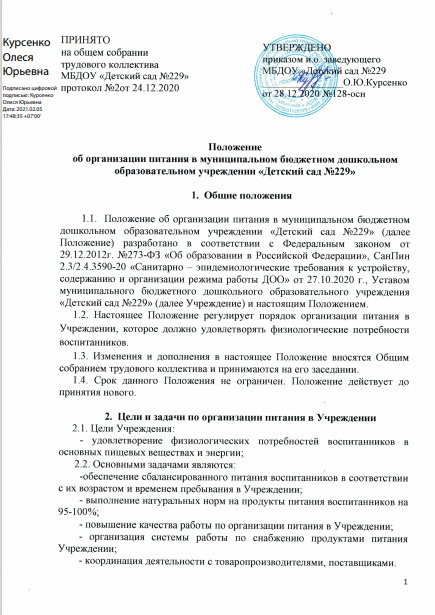 Курсенко
Олеся
Юрьевна
Подписано цифровой
подписью: Курсенко
Олеся Юрьевна
Дата: 2021.02.05
17:48:35 +07'00'
ПРИНЯТО
на общем собрании
трудового коллектива
МБДОУ «Детский сад №229»
протокол №2от 24.12.2020
УТВЕРЖДЕНО
приказом и.о. заведующего
МБДОУ «Детский сад №229
О.Ю.Курсенко
от 28.12.2020 №128-осн
Положение
об организации питания в муниципальном бюджетном дошкольном
образовательном учреждении «Детский сад №229»
1. Общие положения
1.1. Положение об организации питания в муниципальном бюджетном
дошкольном образовательном учреждении «Детский сад №229» (далее
Положение) разработано в соответствии с Федеральным законом от
29.12.2012г. №273-ФЗ «Об образовании в Российской Федерации», СанПин
2.3/2.4.3590-20 «Санитарно – эпидемиологические требования к устройству,
содержанию и организации режима работы ДОО» от 27.10.2020 г., Уставом
муниципального бюджетного дошкольного образовательного учреждения
«Детский сад №229» (далее Учреждение) и настоящим Положением.
1.2. Настоящее Положение регулирует порядок организации питания в
Учреждении, которое должно удовлетворять физиологические потребности
воспитанников.
1.3. Изменения и дополнения в настоящее Положение вносятся Общим
собранием трудового коллектива и принимаются на его заседании.
1.4. Срок данного Положения не ограничен. Положение действует до
принятия нового.
2. Цели и задачи по организации питания в Учреждении
2.1. Цели Учреждения:
- удовлетворение физиологических потребностей воспитанников в
основных пищевых веществах и энергии;
2.2. Основными задачами являются:
-обеспечение сбалансированного питания воспитанников в соответствии
с их возрастом и временем пребывания в Учреждении;
- выполнение натуральных норм на продукты питания воспитанников на
95-100%;
- повышение качества работы по организации питания в Учреждении;
- организация системы работы по снабжению продуктами питания
Учреждении;
- координация деятельности с товаропроизводителями, поставщиками.
1